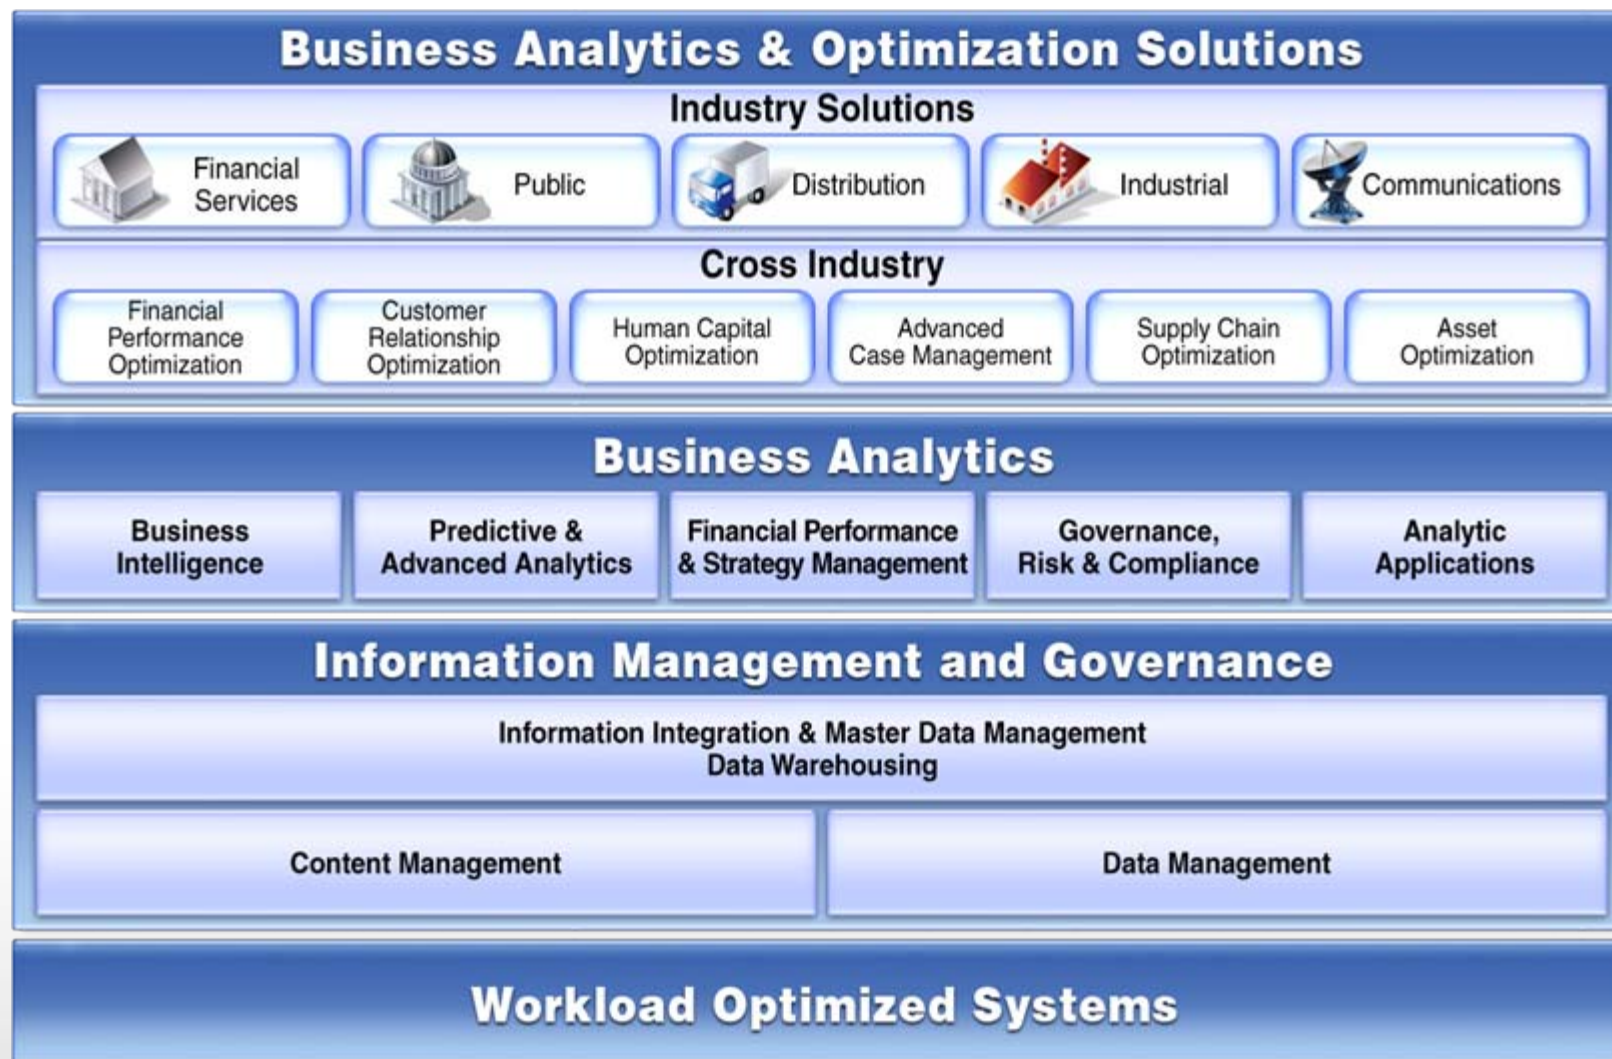 Business Analytics & Optimization Solutions
Industry Solutions
Financial
Services
Public
Distribution
Industrial
Communications
Cross Industry
Financial
Performance
Optimization
Customer
Relationship
Optimization
Human Capital
Optimization
Advanced
Case Management
Supply Chain
Optimization
Asset
Optimization
Business Analytics
Business
Intelligence
Predictive &
Advanced Analytics
Financial Performance
& Strategy Management
Governance,
Risk & Compliance
Analytic
Applications
Information Management and Governance
Information Integration & Master Data Management
Data Warehousing
Content Management
Data Management
Workload Optimized Systems